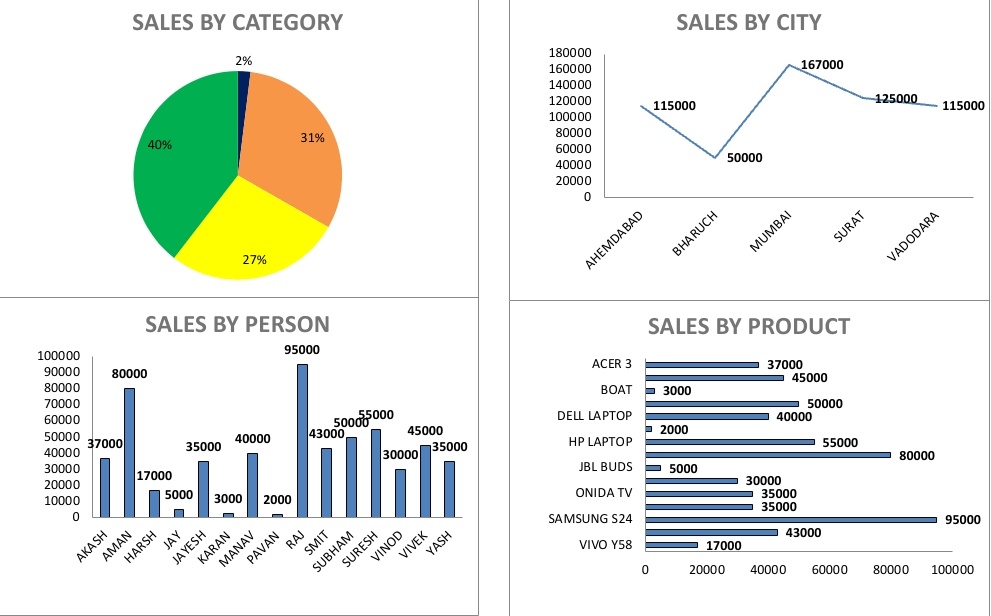 SALES BY CATEGORY
2%
31%
27%
40%
SALES BY CITY
180000
160000
140000
120000
100000
80000
60000
40000
20000
0
115000
50000
167000
125000
115000
AHEMDABAD
BHARUCH
MUMBAI
SURAT
VADODARA
SALES BY PERSON
100000
90000
80000
70000
60000
50000
40000
30000
20000
10000
0
37000
80000
17000
5000
35000
3000
40000
2000
95000
43000
50000
55000
30000
45000
35000
AKASH
AMAN
HARSH
JAY
JAYESH
KARAN
MANAV
PAVAN
RAJ
SMIT
SUBHAM
SURESH
VINOD
VIVEK
YASH
SALES BY PRODUCT
ACER 3 37000
45000
BOAT 3000
50000
DELL LAPTOP 40000
2000
HP LAPTOP 55000
80000
JBL BUDS 5000
30000
ONIDA TV 35000
35000
SAMSUNG S24 95000
43000
VIVO Y58 17000
0 20000 40000 60000 80000 100000